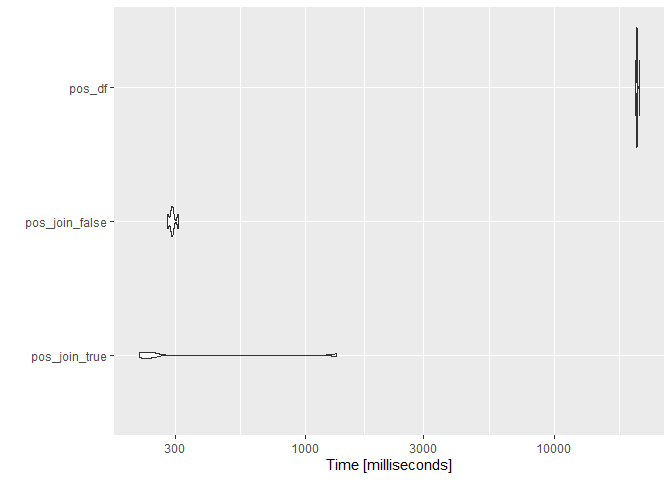 pos_df
pos_join_false
pos_join_true
300 1000 3000 10000
Time [milliseconds]